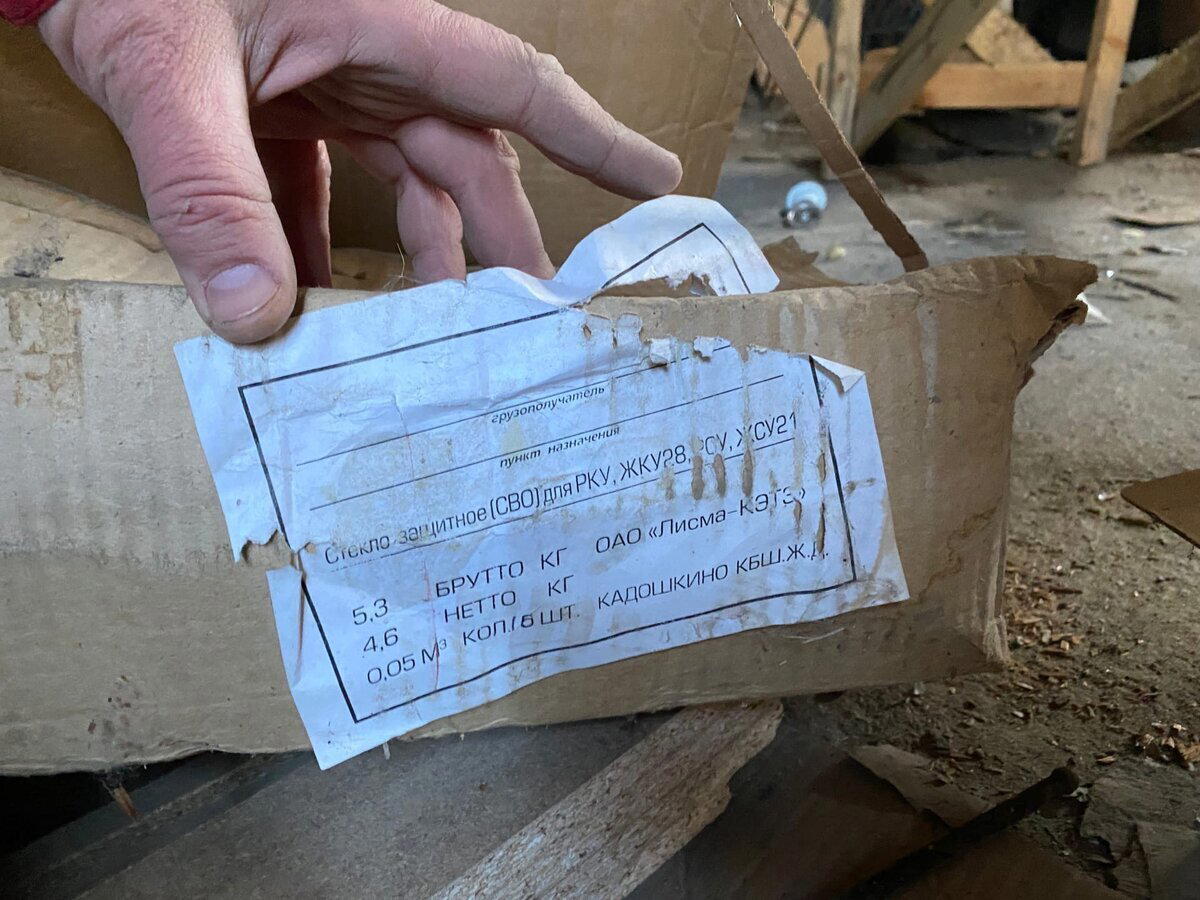 грузополучатель
пункт назначения
Стекло защитное (СВО) для РКУ, ЖКУ28, РСУ, ЖСУ21
5,3 БРУТТО КГ ОАО «Лисма-КЭТЗ»
4,6 НЕТТО КГ
0,05 М³ КОЛ. ШТ. КАДОШКИНО КБШ.Ж.Д.